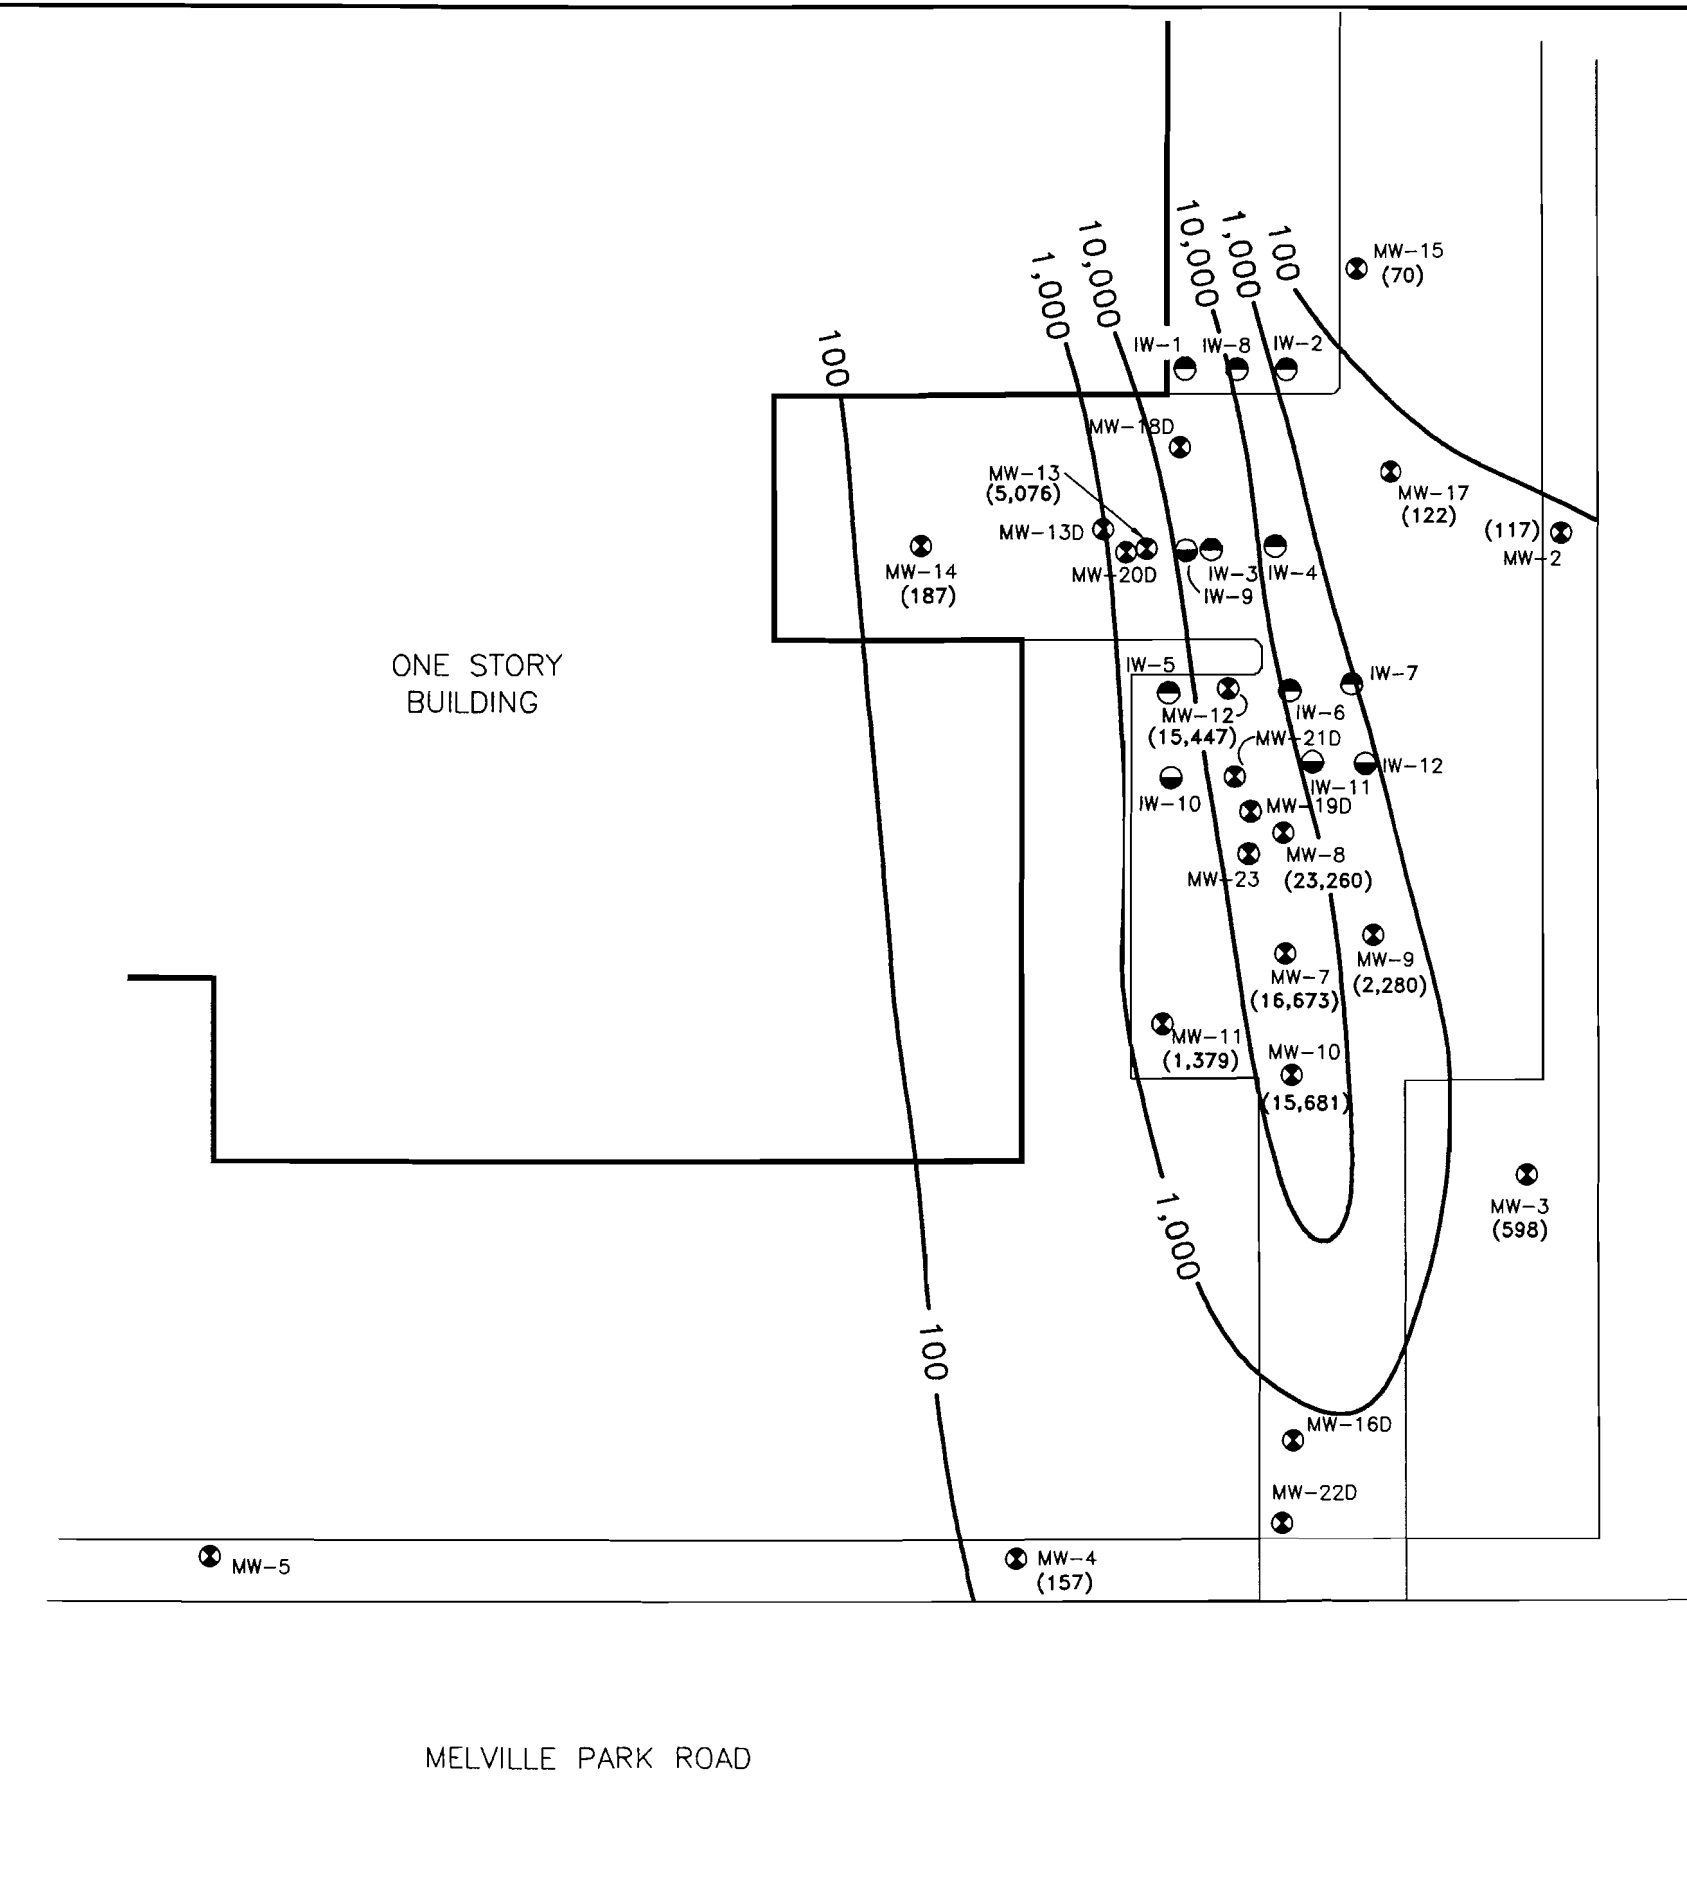 100
1,000
10,000
10,000
1,000
100
MW-15
(70)
IW-1
IW-8
IW-2
MW-18D
MW-13
(5,076)
MW-13D
MW-20D
MW-14
(187)
IW-3
IW-9
IW-4
MW-17
(122)
(117)
MW-2
ONE STORY
BUILDING
IW-5
IW-7
MW-12
(15,447)
IW-6
MW-21D
IW-10
IW-11
IW-12
MW-19D
MW-8
(23,260)
MW-23
MW-9
(2,280)
MW-7
(16,673)
MW-11
(1,379)
MW-10
(15,681)
MW-3
(598)
1,000
100
MW-16D
MW-22D
MW-5
MW-4
(157)
MELVILLE PARK ROAD